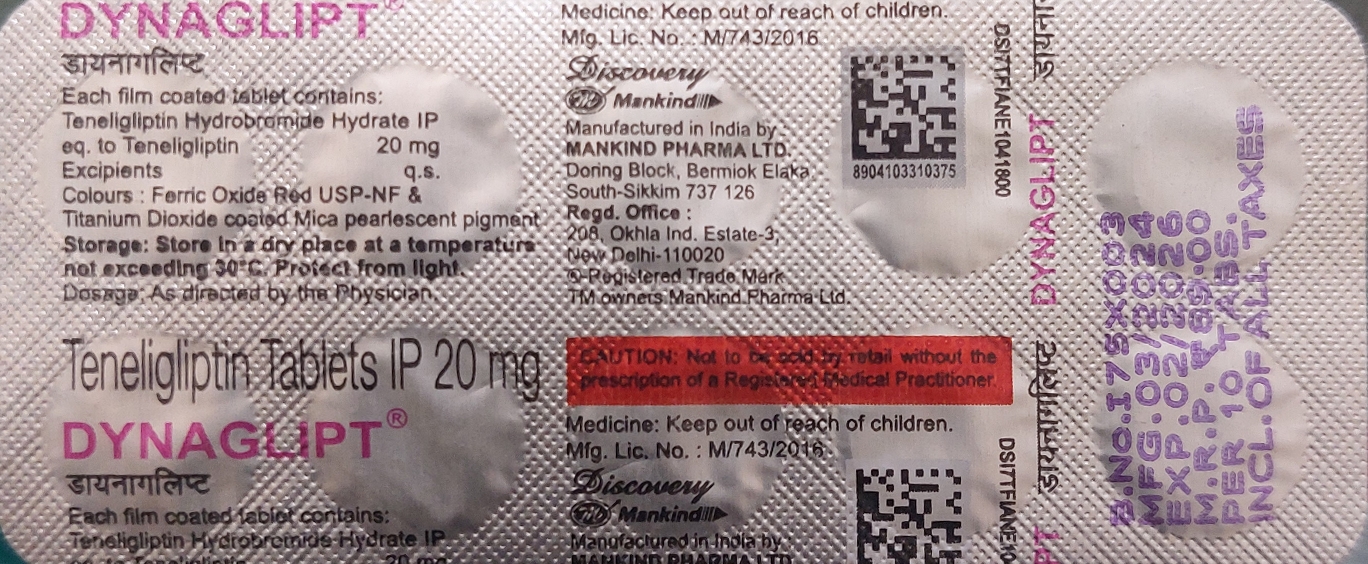 DYNAGLIPT®
डायनागलिप्ट
Each film coated tablet contains:
Teneligliptin Hydrobromide Hydrate IP
eq. to Teneligliptin 20 mg
Excipients q.s.
Colours : Ferric Oxide Red USP-NF &
Titanium Dioxide coated Mica pearlescent pigment
Storage: Store in a dry place at a temperature
not exceeding 30°C. Protect from light.
Dosage: As directed by the Physician.
Teneligliptin Tablets IP 20 mg
DYNAGLIPT®
डायनागलिप्ट
Each film coated tablet contains:
Teneligliptin Hydrobromide Hydrate IP
eq. to Teneligliptin 20 mg
Medicine: Keep out of reach of children.
Mfg. Lic. No. : M/743/2016
Discovery
Mankind
Manufactured in India by
MANKIND PHARMA LTD.
Doring Block, Bermiok Elaka
South-Sikkim 737 126
Regd. Office :
208, Okhla Ind. Estate-3,
New Delhi-110020
®-Registered Trade Mark
TM owners Mankind Pharma Ltd.
CAUTION: Not to be sold by retail without the
prescription of a Registered Medical Practitioner.
Medicine: Keep out of reach of children.
Mfg. Lic. No. : M/743/2016
Discovery
Mankind
Manufactured in India by
MANKIND PHARMA LTD.
8904103310375
DSI7TFIANE1041800
DSI7TFIANE10
डायना
DYNAGLIPT
डायनागलिप्ट
PT
B.NO.I75X003
MFG.03/2024
EXP.02/2026
M.R.P. ₹ 89.00
PER 10 TABS.
INCL.OF ALL TAXES